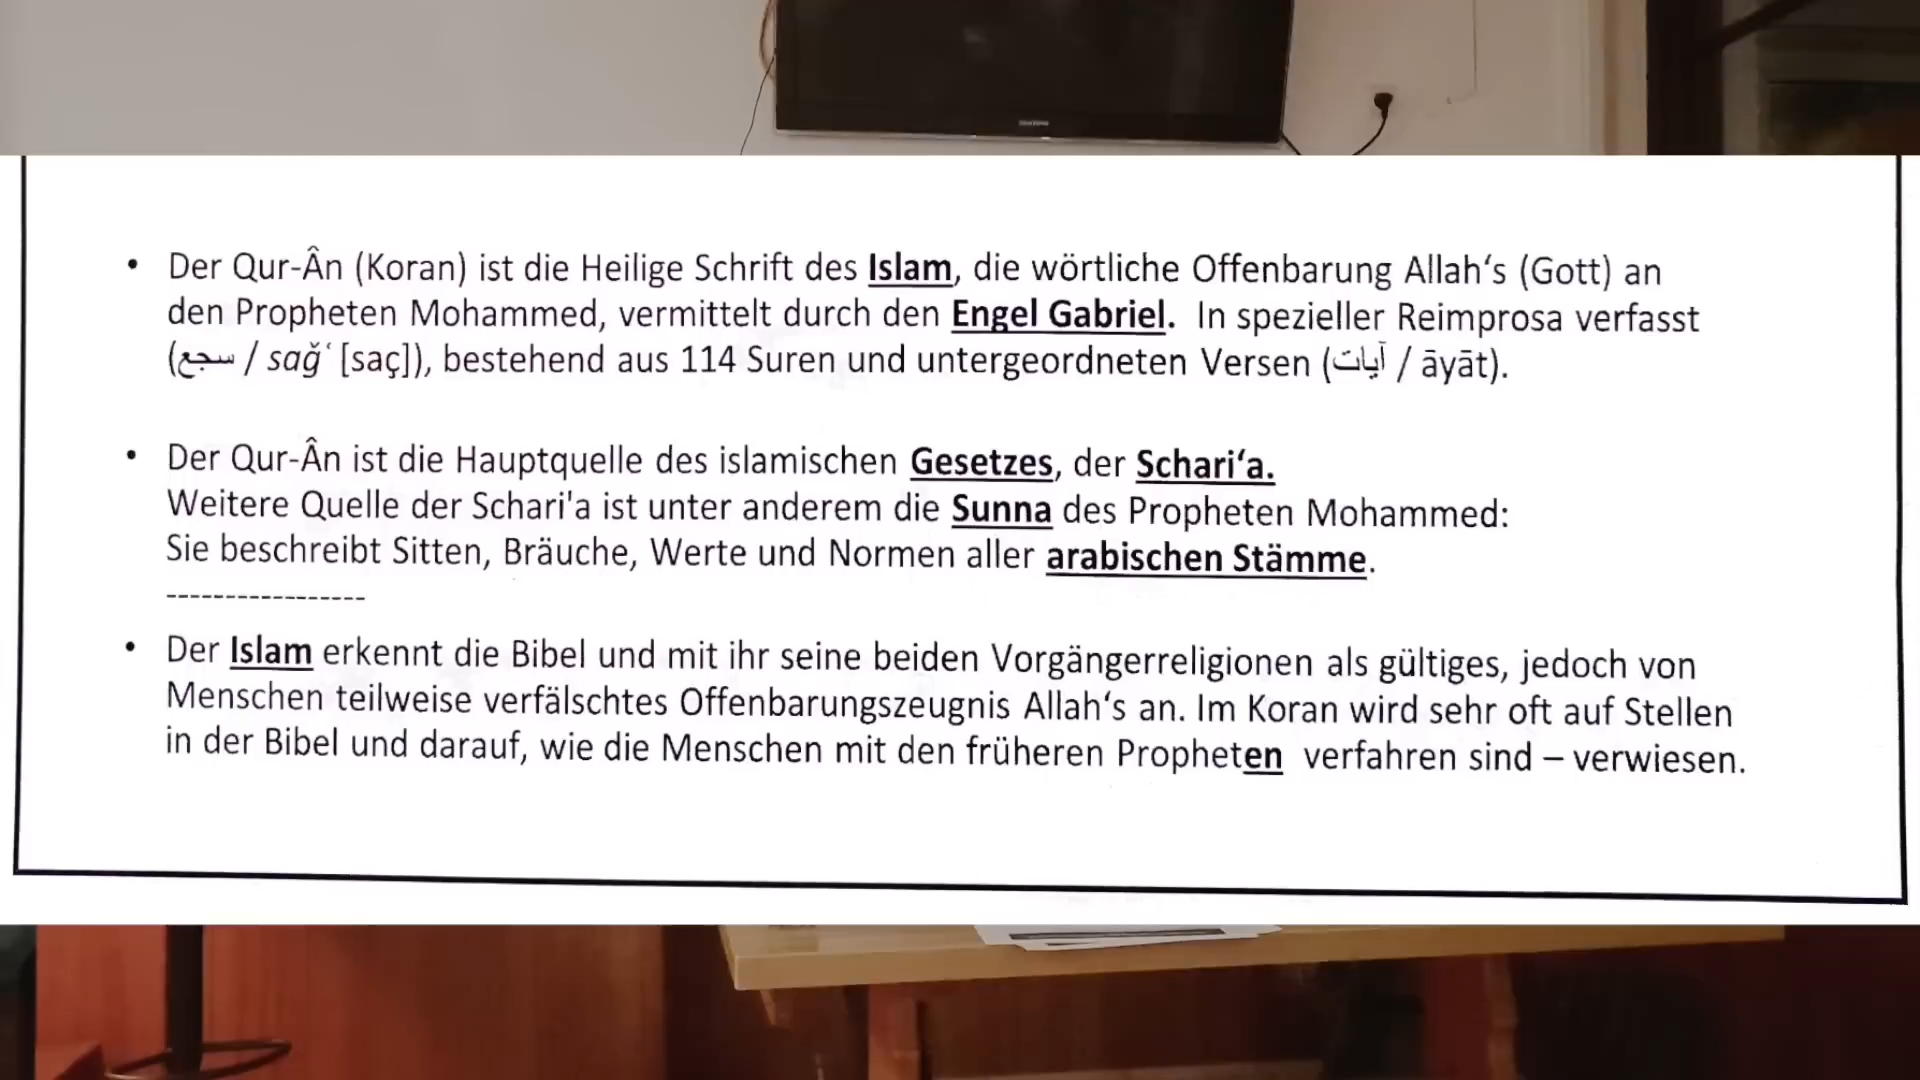 • Der Qur-Ân (Koran) ist die Heilige Schrift des Islam, die wörtliche Offenbarung Allah‘s (Gott) an
den Propheten Mohammed, vermittelt durch den Engel Gabriel. In spezieller Reimprosa verfasst
(سجع / sağ‘ [saç]), bestehend aus 114 Suren und untergeordneten Versen (آيات / āyāt).
• Der Qur-Ân ist die Hauptquelle des islamischen Gesetzes, der Schari‘a.
Weitere Quelle der Schari'a ist unter anderem die Sunna des Propheten Mohammed:
Sie beschreibt Sitten, Bräuche, Werte und Normen aller arabischen Stämme.
-----------------
• Der Islam erkennt die Bibel und mit ihr seine beiden Vorgängerreligionen als gültiges, jedoch von
Menschen teilweise verfälschtes Offenbarungszeugnis Allah‘s an. Im Koran wird sehr oft auf Stellen
in der Bibel und darauf, wie die Menschen mit den früheren Propheten verfahren sind – verwiesen.